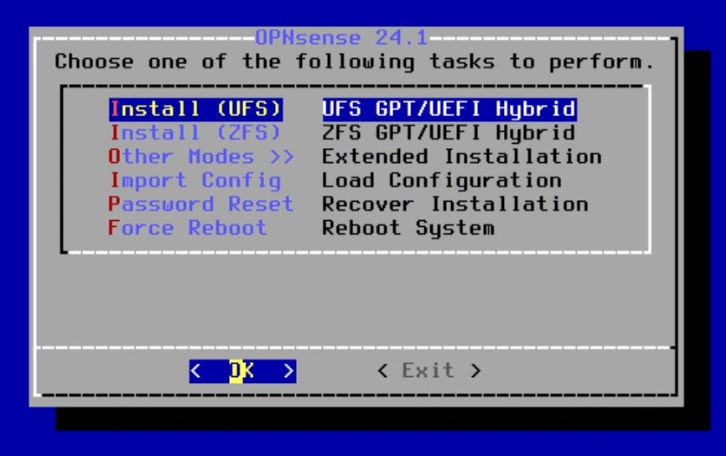 OPNsense 24.1
Choose one of the following tasks to perform.
Install (UFS) UFS GPT/UEFI Hybrid
Install (ZFS) ZFS GPT/UEFI Hybrid
Other Modes >> Extended Installation
Import Config Load Configuration
Password Reset Recover Installation
Force Reboot Reboot System
< OK > < Exit >